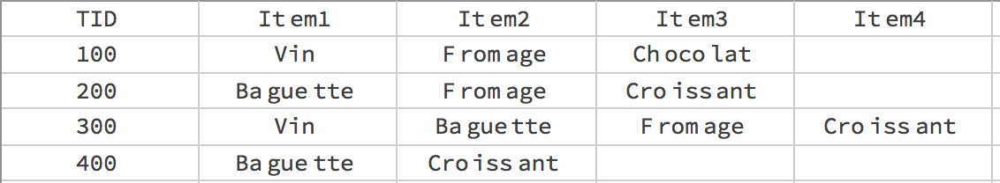 TID Item1 Item2 Item3 Item4
100 Vin Fromage Chocolat
200 Baguette Fromage Croissant
300 Vin Baguette Fromage Croissant
400 Baguette Croissant